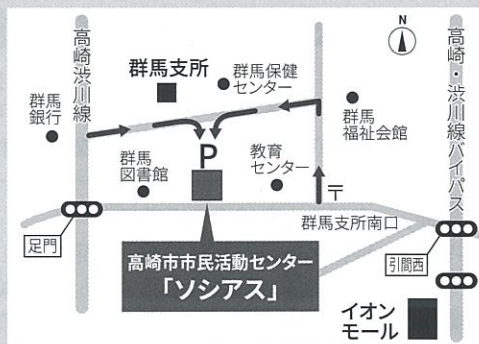 高崎渋川線
群馬支所
群馬保健
センター
N
高崎・渋川線バイパス
群馬
銀行
群馬
福祉会館
P
群馬
図書館
教育
センター
〒
群馬支所南口
足門
引間西
高崎市市民活動センター
「ソシアス」
イオン
モール